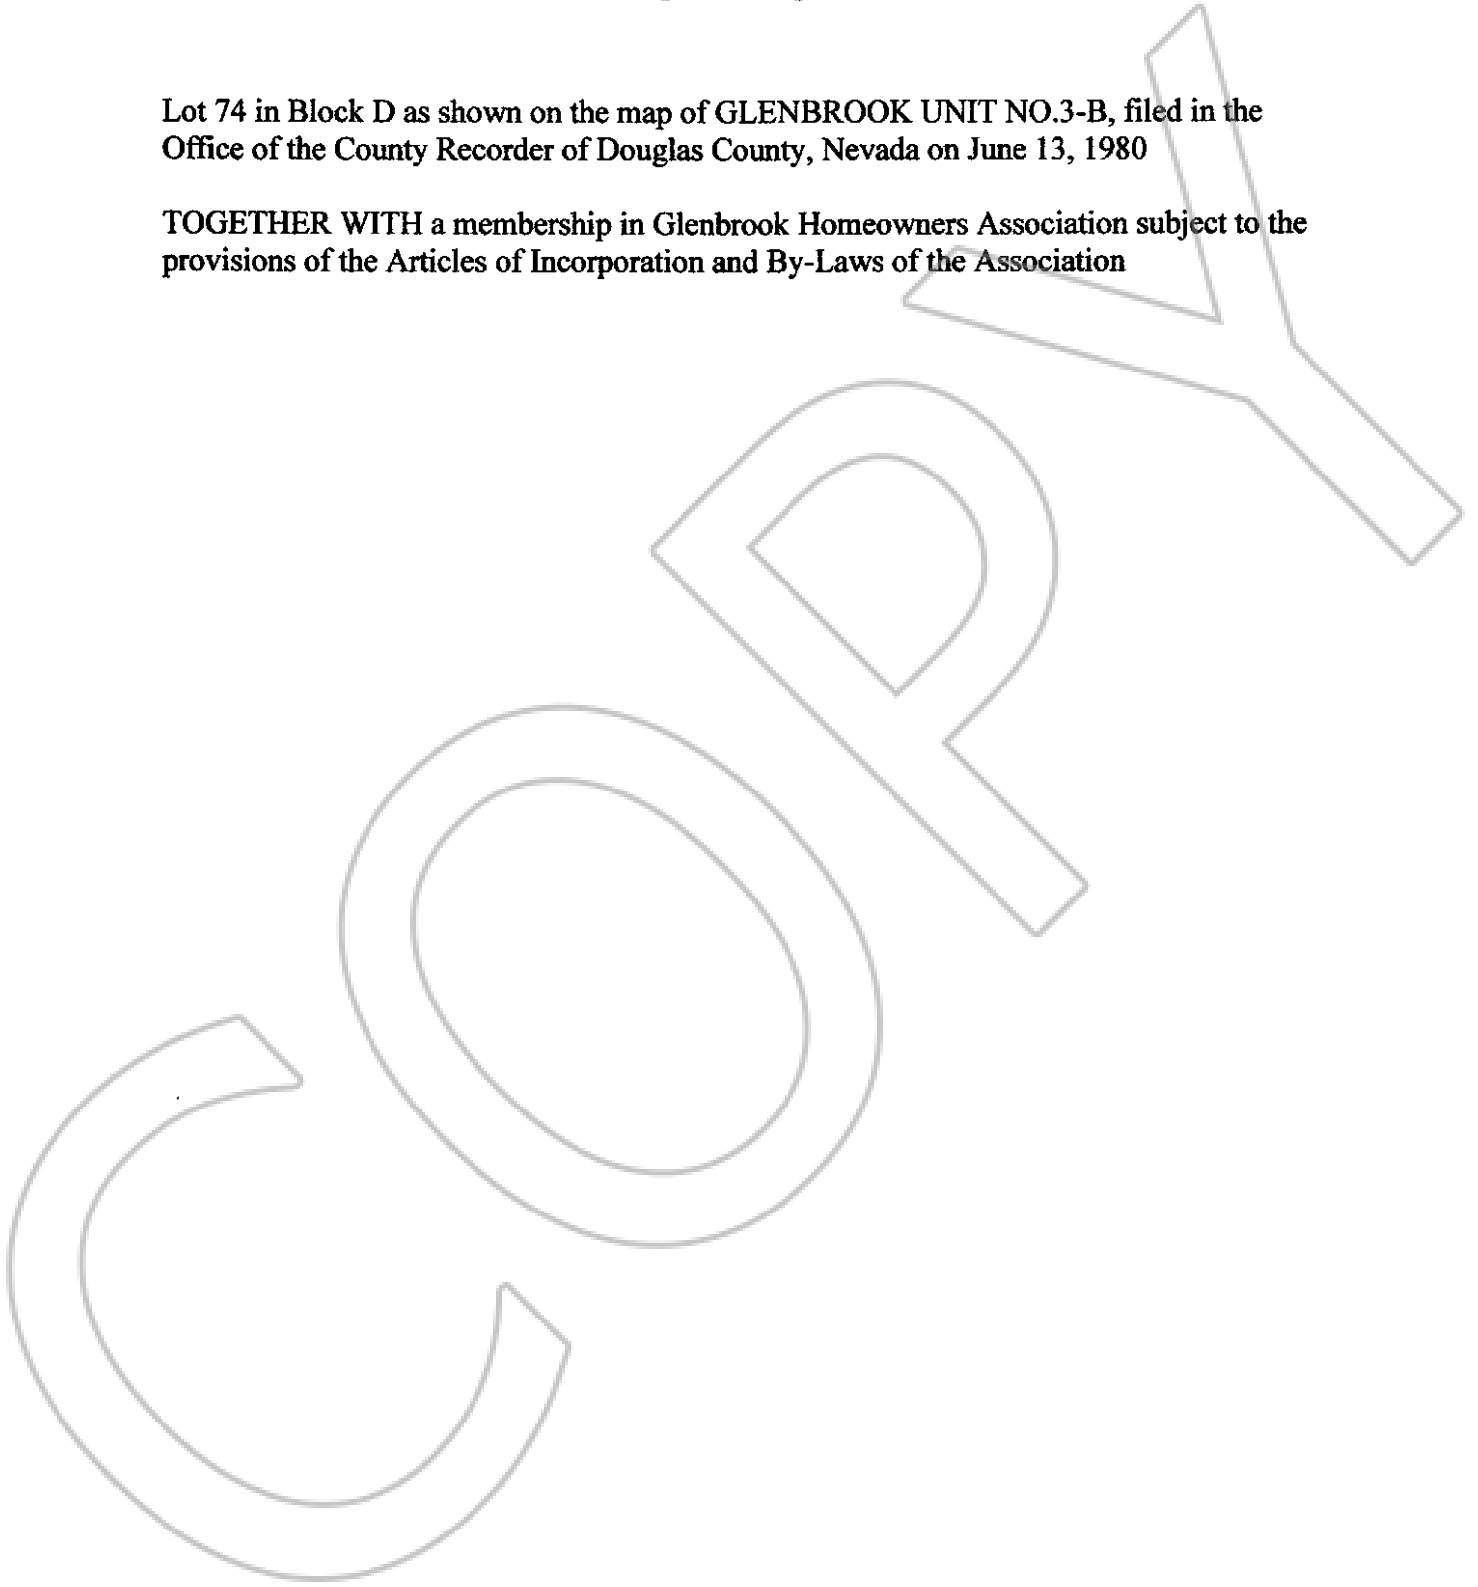 Lot 74 in Block D as shown on the map of GLENBROOK UNIT NO.3-B, filed in the
Office of the County Recorder of Douglas County, Nevada on June 13, 1980
TOGETHER WITH a membership in Glenbrook Homeowners Association subject to the
provisions of the Articles of Incorporation and By-Laws of the Association
COPY